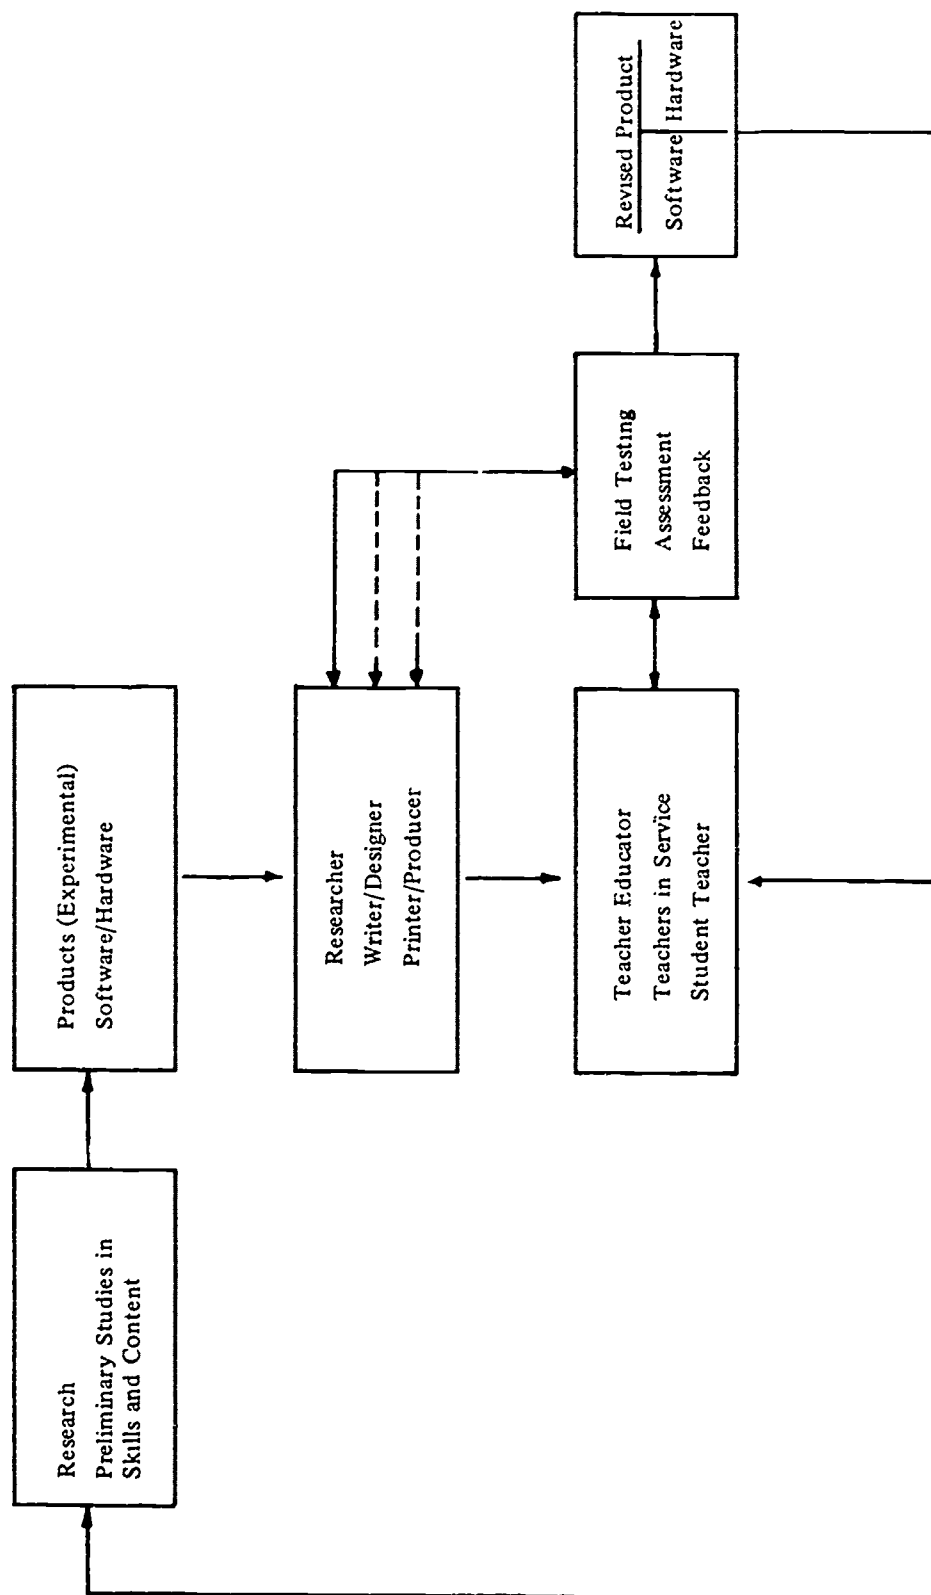 Research
Preliminary Studies in
Skills and Content
Products (Experimental)
Software/Hardware
Researcher
Writer/Designer
Printer/Producer
Teacher Educator
Teachers in Service
Student Teacher
Field Testing
Assessment
Feedback
Revised Product
Software Hardware